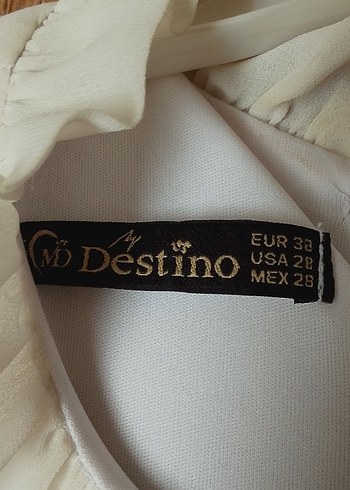 MD My Destino
EUR 38
USA 28
MEX 28